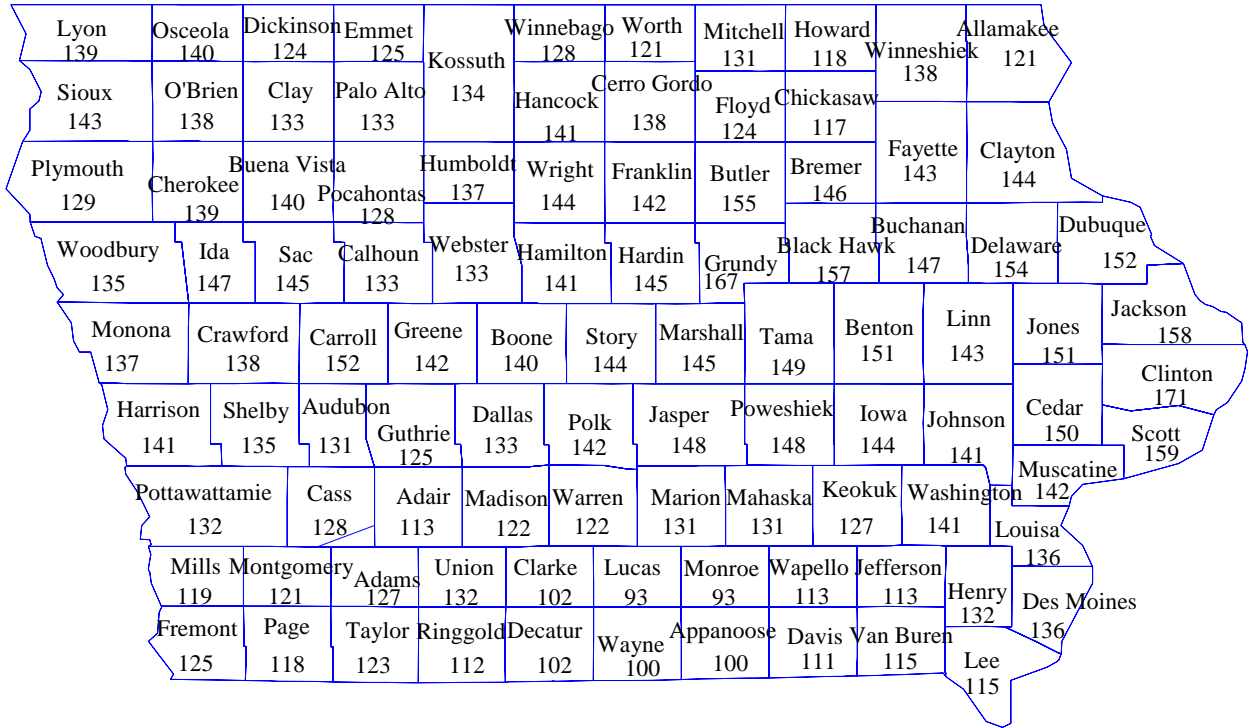 Lyon
139
Osceola
140
Dickinson
124
Emmet
125
Kossuth
134
Winnebago
128
Worth
121
Mitchell
131
Howard
118
Winneshiek
138
Allamakee
121
Sioux
143
O'Brien
138
Clay
133
Palo Alto
133
Hancock
141
Cerro Gordo
138
Floyd
124
Chickasaw
117
Plymouth
129
Cherokee
139
Buena Vista
140
Pocahontas
128
Humboldt
137
Wright
144
Franklin
142
Butler
155
Bremer
146
Fayette
143
Clayton
144
Woodbury
135
Ida
147
Sac
145
Calhoun
133
Webster
133
Hamilton
141
Hardin
145
Grundy
167
Black Hawk
157
Buchanan
147
Delaware
154
Dubuque
152
Monona
137
Crawford
138
Carroll
152
Greene
142
Boone
140
Story
144
Marshall
145
Tama
149
Benton
151
Linn
143
Jones
151
Jackson
158
Clinton
171
Harrison
141
Shelby
135
Audubon
131
Guthrie
125
Dallas
133
Polk
142
Jasper
148
Poweshiek
148
Iowa
144
Johnson
141
Cedar
150
Scott
159
Muscatine
142
Pottawattamie
132
Cass
128
Adair
113
Madison
122
Warren
122
Marion
131
Mahaska
131
Keokuk
127
Washington
141
Louisa
136
Mills
119
Montgomery
121
Adams
127
Union
132
Clarke
102
Lucas
93
Monroe
93
Wapello
113
Jefferson
113
Henry
132
Des Moines
136
Fremont
125
Page
118
Taylor
123
Ringgold
112
Decatur
102
Wayne
100
Appanoose
100
Davis
111
Van Buren
115
Lee
115